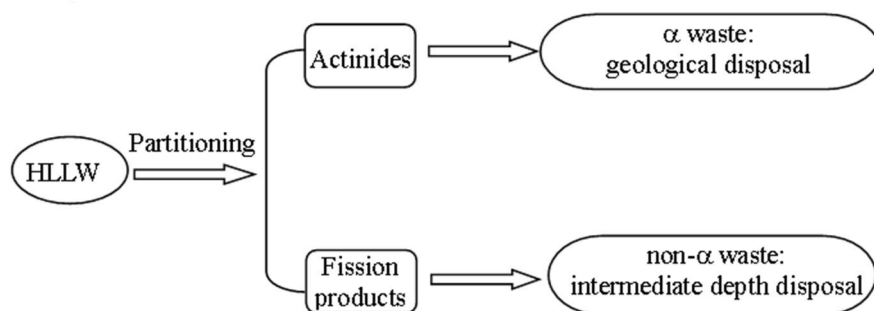 HLLW
Partitioning
Actinides
α waste:
geological disposal
Fission
products
non-α waste:
intermediate depth disposal